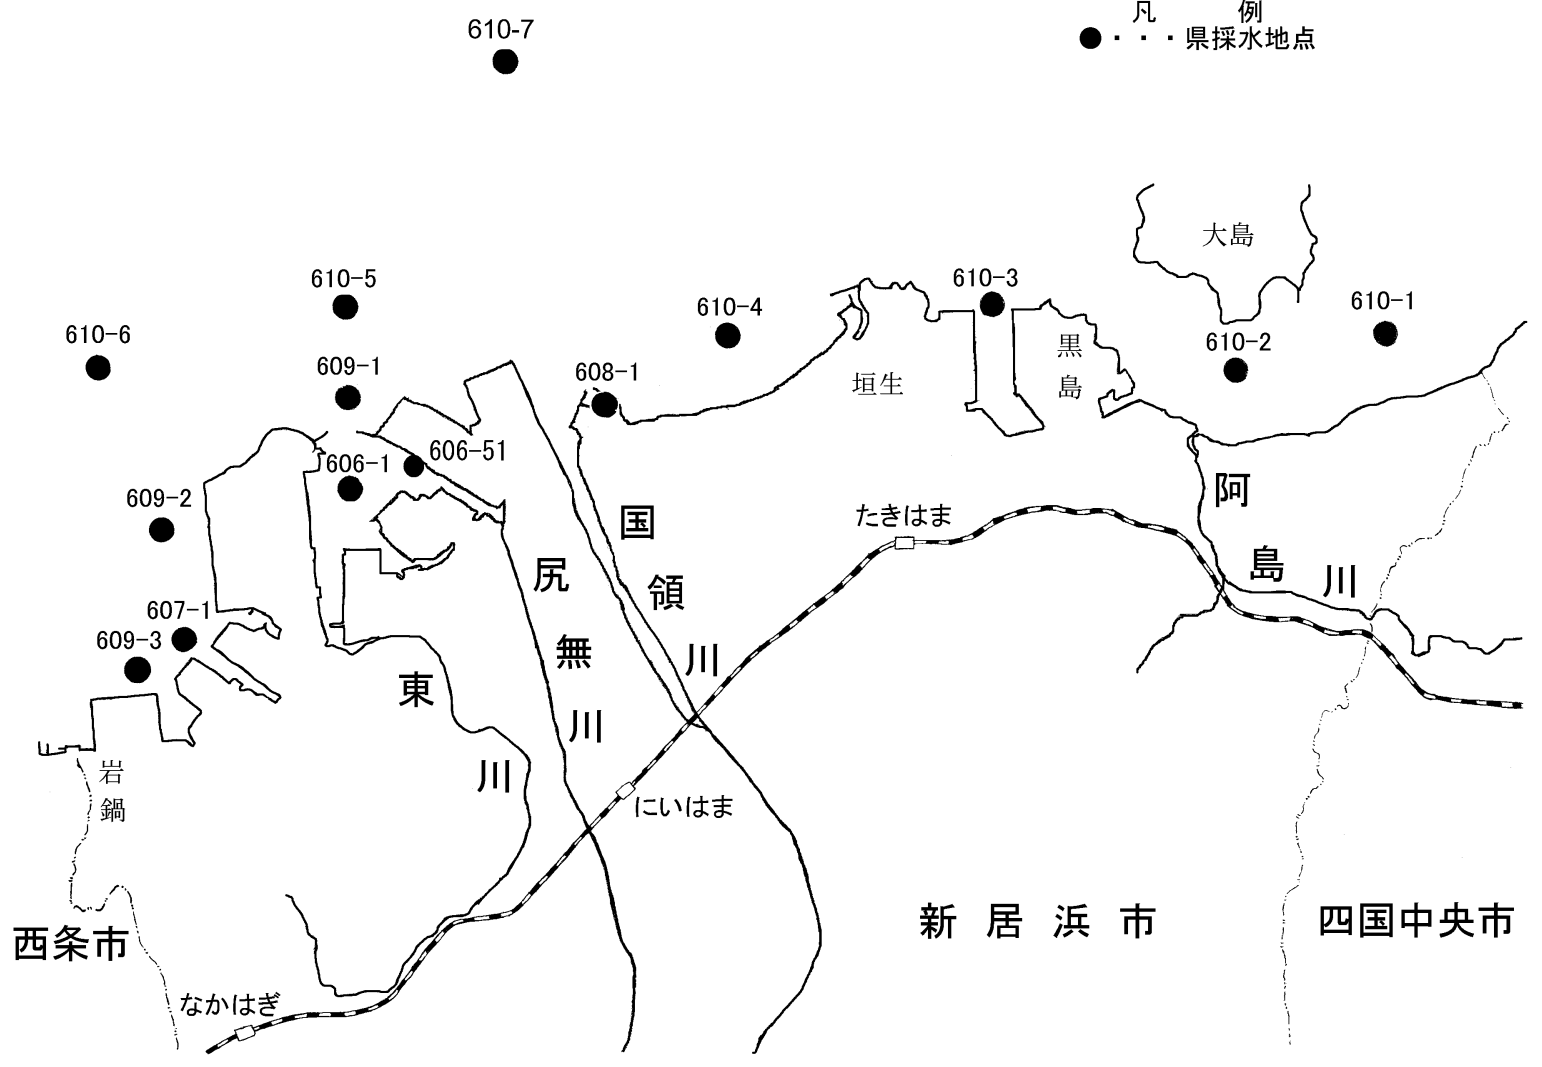 凡 例
●・・・県採水地点
610-7
大島
610-5
610-3
610-1
610-4
610-6
610-2
黒島
609-1
608-1
垣生
606-51
606-1
609-2
阿島川
たきはま
国領川
尻無川
607-1
609-3
東川
岩鍋
にいはま
新居浜市
四国中央市
西条市
なかはぎ